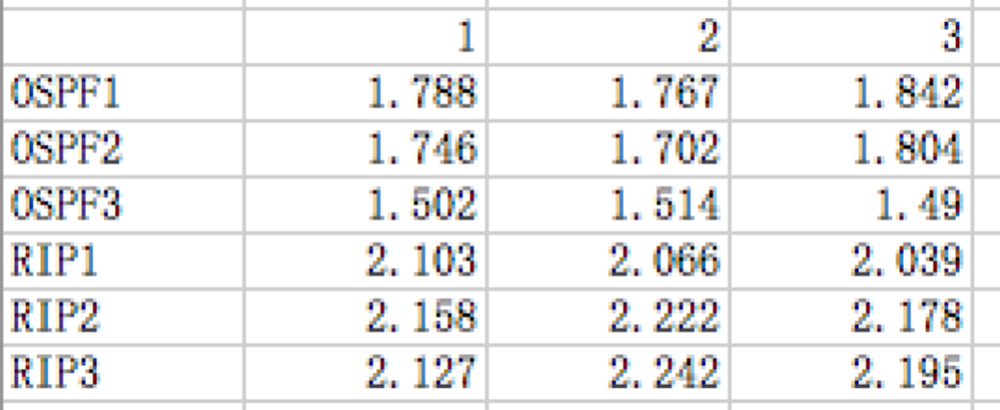 1 2 3
OSPF1 1.788 1.767 1.842
OSPF2 1.746 1.702 1.804
OSPF3 1.502 1.514 1.49
RIP1 2.103 2.066 2.039
RIP2 2.158 2.222 2.178
RIP3 2.127 2.242 2.195